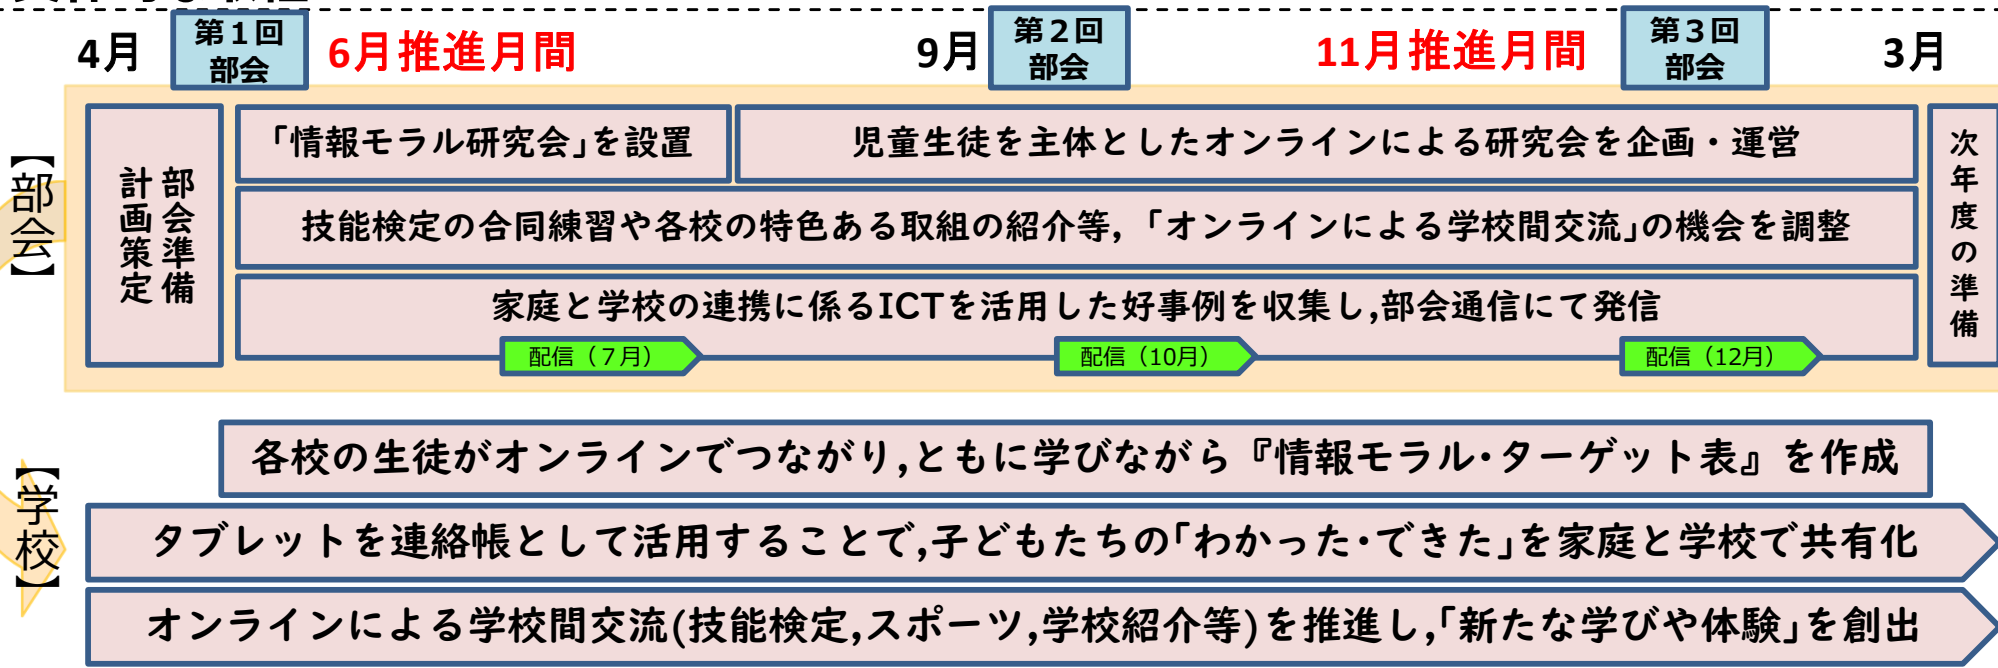 4月
第1回
部会
6月推進月間
9月
第2回
部会
11月推進月間
第3回
部会
3月
【部会】
部会準備
計画策定
「情報モラル研究会」を設置
児童生徒を主体としたオンラインによる研究会を企画・運営
技能検定の合同練習や各校の特色ある取組の紹介等,「オンラインによる学校間交流」の機会を調整
家庭と学校の連携に係るICTを活用した好事例を収集し,部会通信にて発信
配信（７月）
配信（10月）
配信（12月）
次年度の準備
【学校】
各校の生徒がオンラインでつながり,ともに学びながら『情報モラル・ターゲット表』を作成
タブレットを連絡帳として活用することで,子どもたちの「わかった・できた」を家庭と学校で共有化
オンラインによる学校間交流(技能検定,スポーツ,学校紹介等)を推進し,「新たな学びや体験」を創出